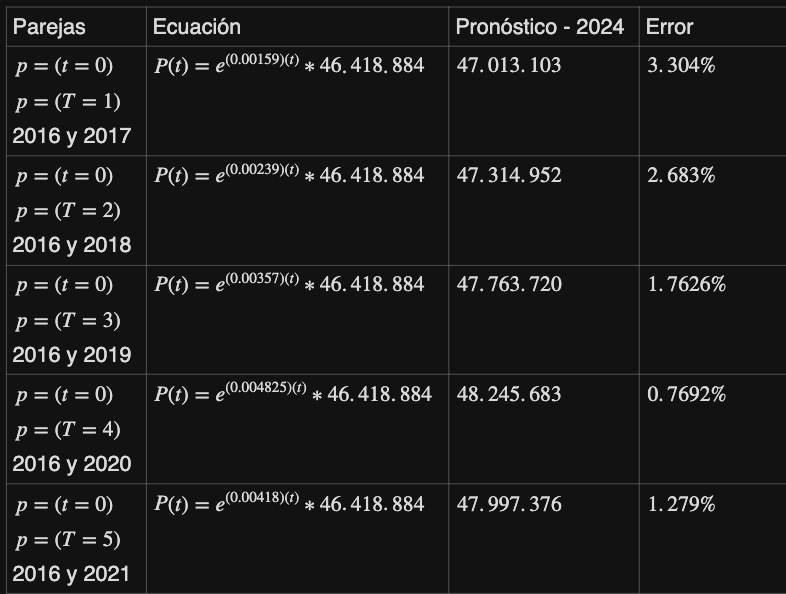 Parejas Ecuación Pronóstico - 2024 Error
p = (t = 0) P(t) = e^(0.00159)(t) * 46.418.884 47.013.103 3.304%
p = (T = 1)
2016 y 2017
p = (t = 0) P(t) = e^(0.00239)(t) * 46.418.884 47.314.952 2.683%
p = (T = 2)
2016 y 2018
p = (t = 0) P(t) = e^(0.00357)(t) * 46.418.884 47.763.720 1.7626%
p = (T = 3)
2016 y 2019
p = (t = 0) P(t) = e^(0.004825)(t) * 46.418.884 48.245.683 0.7692%
p = (T = 4)
2016 y 2020
p = (t = 0) P(t) = e^(0.00418)(t) * 46.418.884 47.997.376 1.279%
p = (T = 5)
2016 y 2021